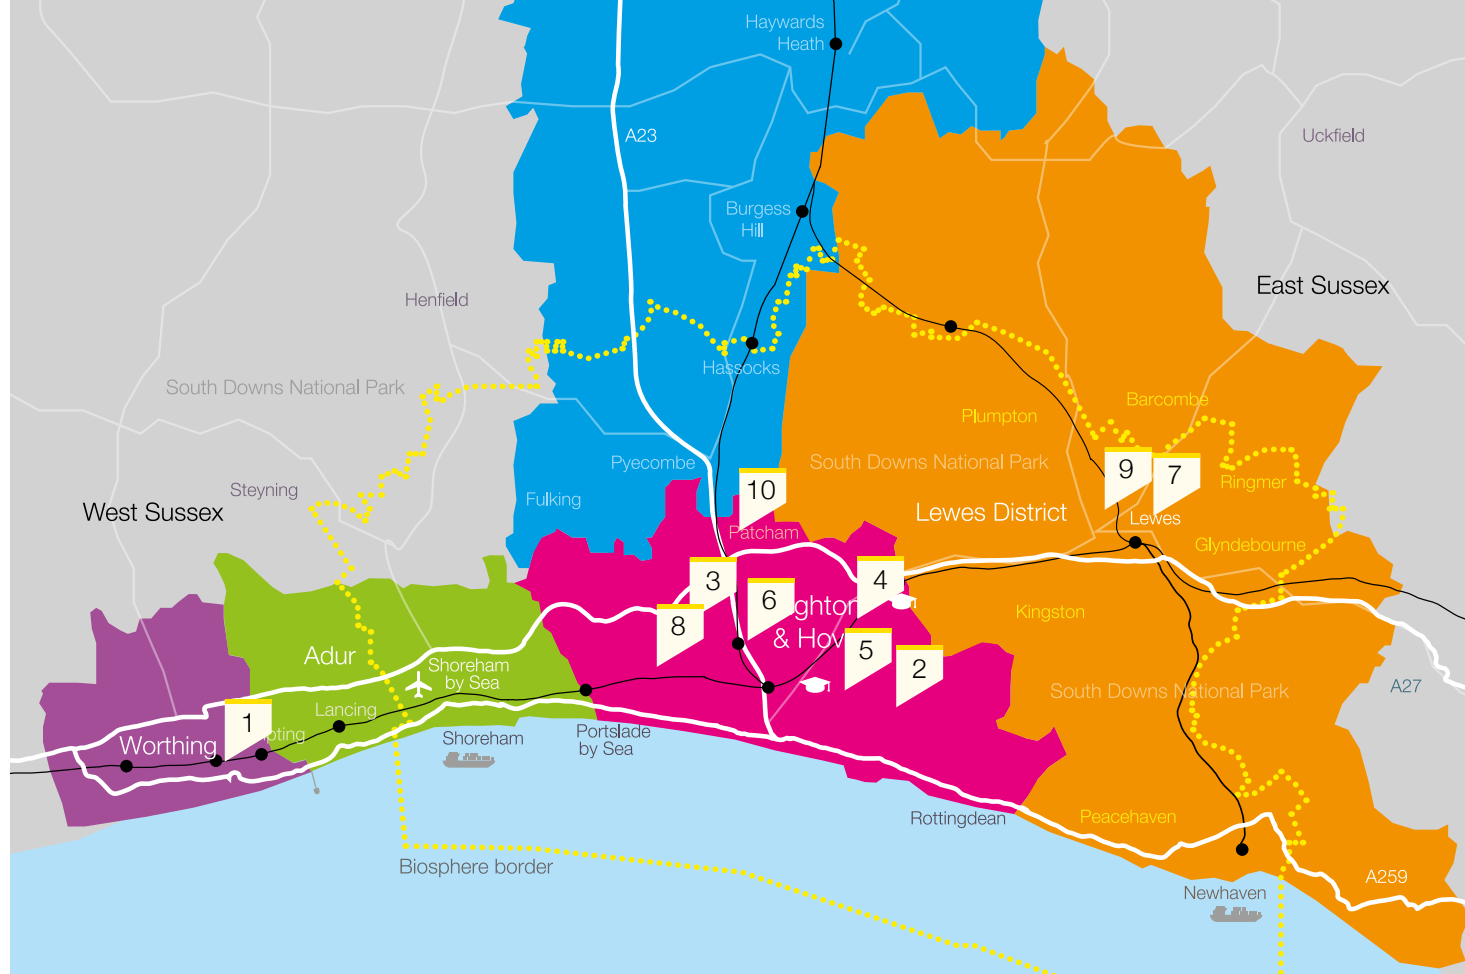 Haywards
Heath
A23
Uckfield
Burgess
Hill
East Sussex
Henfield
Hassocks
South Downs National Park
Barcombe
Plumpton
Pyecombe
South Downs National Park
Steyning
Fulking
West Sussex
10
9
7
Ringmer
Lewes District
Lewes
Patcham
Glyndebourne
3
4
6
ghton
& Hov
Kingston
8
5
2
Adur
Shoreham
by Sea
South Downs National Park
A27
Lancing
1
pting
Worthing
Shoreham
Portslade
by Sea
Rottingdean
Peacehaven
Biosphere border
A259
Newhaven